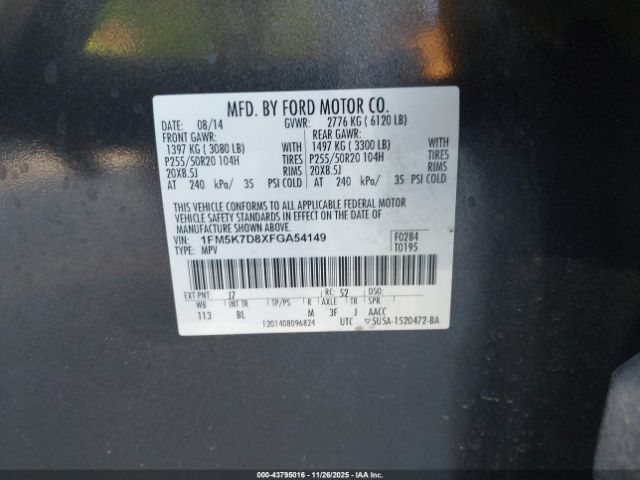 MFD. BY FORD MOTOR CO.
DATE: 08/14 GVWR: 2776 KG ( 6120 LB)
FRONT GAWR: REAR GAWR:
1397 KG ( 3080 LB) WITH 1497 KG ( 3300 LB) WITH
P255/50R20 104H TIRES P255/50R20 104H TIRES
20X8.5J RIMS 20X8.5J RIMS
AT 240 kPa/ 35 PSI COLD AT 240 kPa/ 35 PSI COLD
THIS VEHICLE CONFORMS TO ALL APPLICABLE FEDERAL MOTOR
VEHICLE SAFETY STANDARDS IN EFFECT ON THE DATE OF
MANUFACTURE SHOWN ABOVE.
VIN: 1FM5K7D8XFGA54149 F0284
TYPE: MPV T0195
EXT PNT: J7 RC: 52 DSO:
WB INT TR TP/PS R AXLE TR SPR
113 BL M 3F J AACC
1201408096824 UTC 5U5A-1520472-BA
000-43795016 - 11/26/2025 - IAA Inc.